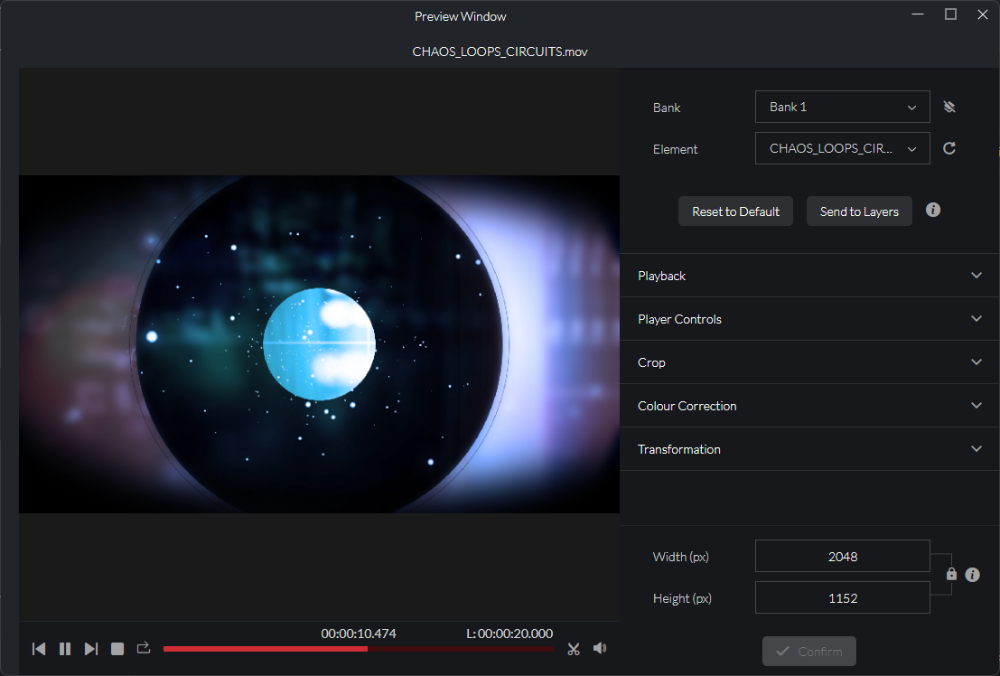 Preview Window
CHAOS_LOOPS_CIRCUITS.mov
Bank
Bank 1
Element
CHAOS_LOOPS_CIR...
Reset to Default
Send to Layers
Playback
Player Controls
Crop
Colour Correction
Transformation
Width (px)
2048
Height (px)
1152
00:00:10.474
L:00:00:20.000
Confirm